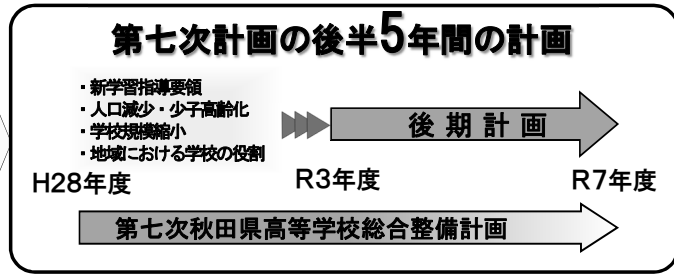 第七次計画の後半5年間の計画
・新学習指導要領
・人口減少・少子高齢化
・学校規模縮小
・地域における学校の役割
後期計画
H28年度
R3年度
R7年度
第七次秋田県高等学校総合整備計画